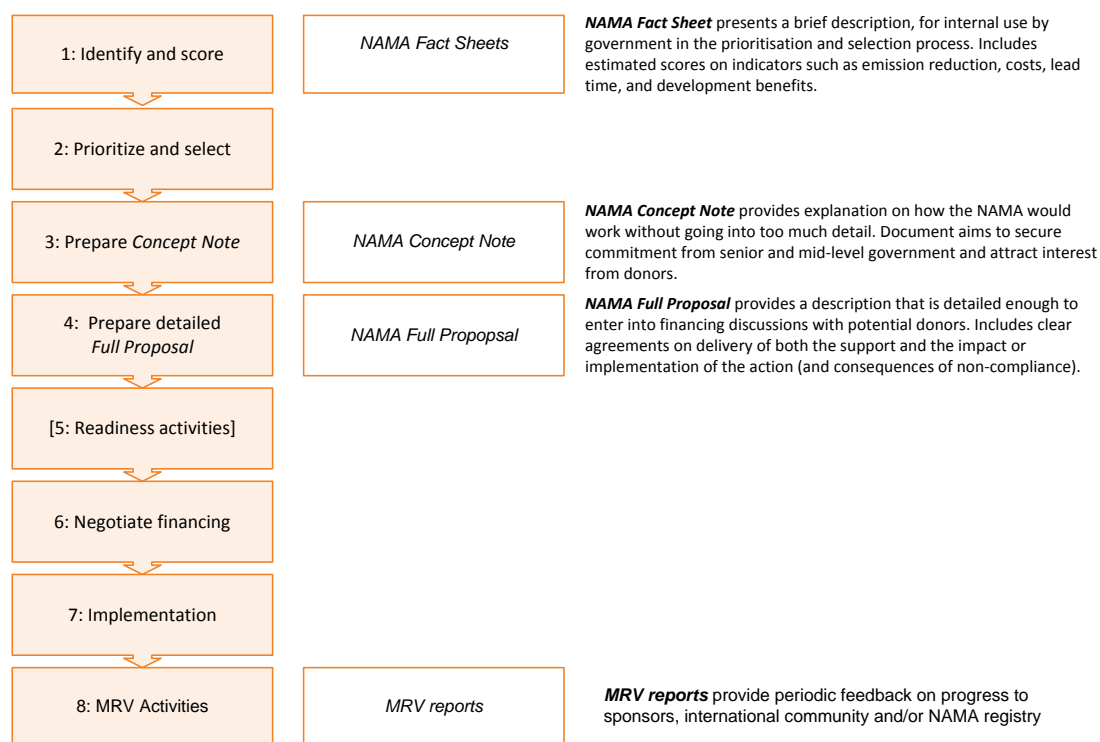 1: Identify and score
NAMA Fact Sheets
NAMA Fact Sheet presents a brief description, for internal use by
government in the prioritisation and selection process. Includes
estimated scores on indicators such as emission reduction, costs, lead
time, and development benefits.
2: Prioritize and select
3: Prepare Concept Note
NAMA Concept Note
NAMA Concept Note provides explanation on how the NAMA would
work without going into too much detail. Document aims to secure
commitment from senior and mid-level government and attract interest
from donors.
4: Prepare detailed
Full Proposal
NAMA Full Propopsal
NAMA Full Proposal provides a description that is detailed enough to
enter into financing discussions with potential donors. Includes clear
agreements on delivery of both the support and the impact or
implementation of the action (and consequences of non-compliance).
[5: Readiness activities]
6: Negotiate financing
7: Implementation
8: MRV Activities
MRV reports
MRV reports provide periodic feedback on progress to
sponsors, international community and/or NAMA registry